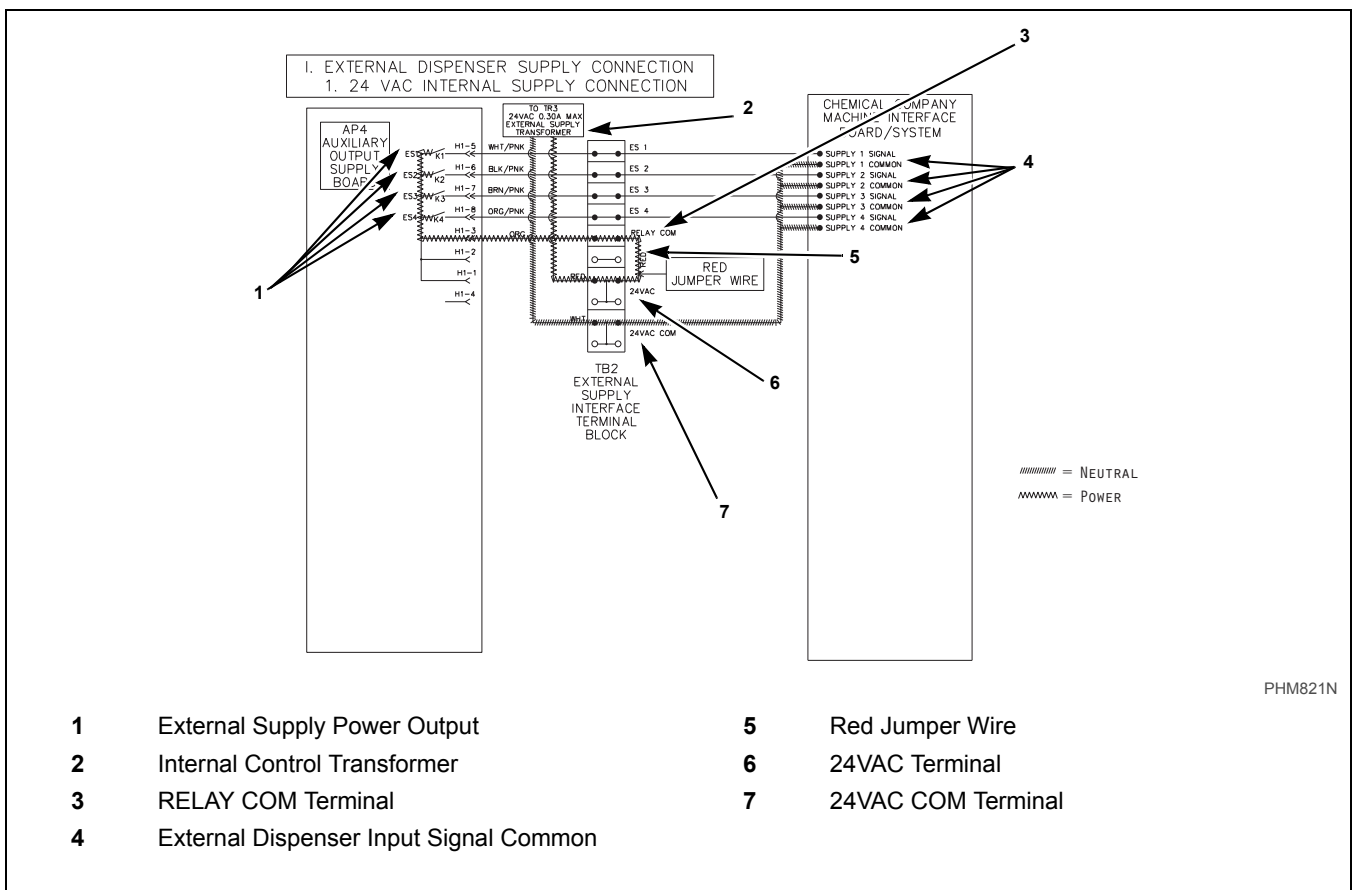 3
I. EXTERNAL DISPENSER SUPPLY CONNECTION
1. 24 VAC INTERNAL SUPPLY CONNECTION
2
TO TR3
24VAC 0.30A MAX
EXTERNAL SUPPLY
TRANSFORMER
CHEMICAL COMPANY
MACHINE INTERFACE
BOARD/SYSTEM
AP4
AUXILIARY
OUTPUT
SUPPLY
BOARD
ES1 K1 H1-5 WHT/PNK ES 1
ES2 K2 H1-6 BLK/PNK ES 2
ES3 K3 H1-7 BRN/PNK ES 3
ES4 K4 H1-8 ORG/PNK ES 4
H1-3 ORG RELAY COM
H1-2
H1-1
H1-4
SUPPLY 1 SIGNAL
SUPPLY 1 COMMON
SUPPLY 2 SIGNAL
SUPPLY 2 COMMON
SUPPLY 3 SIGNAL
SUPPLY 3 COMMON
SUPPLY 4 SIGNAL
SUPPLY 4 COMMON
4
1
RED
5
RED
JUMPER WIRE
RED
24VAC
WHT
24VAC COM
6
TB2
EXTERNAL
SUPPLY
INTERFACE
TERMINAL
BLOCK
7
= NEUTRAL
= POWER
PHM821N
1 External Supply Power Output
2 Internal Control Transformer
3 RELAY COM Terminal
4 External Dispenser Input Signal Common
5 Red Jumper Wire
6 24VAC Terminal
7 24VAC COM Terminal